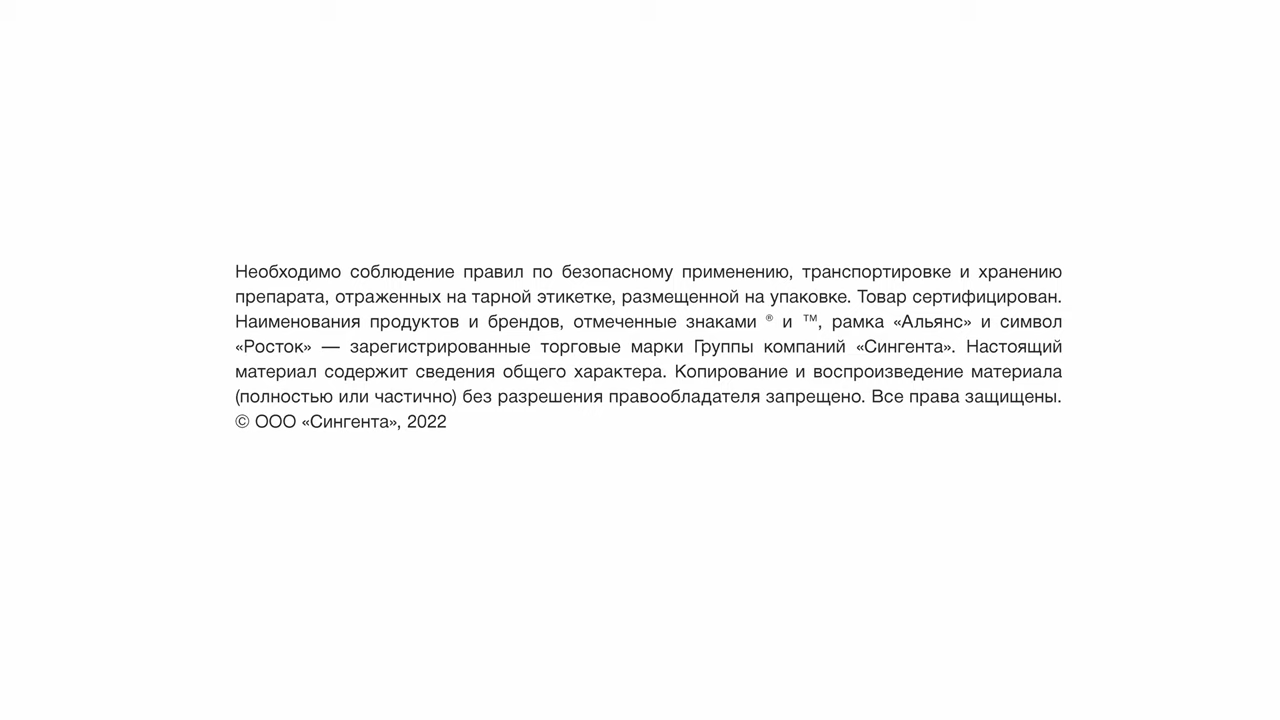 Необходимо соблюдение правил по безопасному применению, транспортировке и хранению
препарата, отраженных на тарной этикетке, размещенной на упаковке. Товар сертифицирован.
Наименования продуктов и брендов, отмеченные знаками ® и ™, рамка «Альянс» и символ
«Росток» — зарегистрированные торговые марки Группы компаний «Сингента». Настоящий
материал содержит сведения общего характера. Копирование и воспроизведение материала
(полностью или частично) без разрешения правообладателя запрещено. Все права защищены.
© ООО «Сингента», 2022